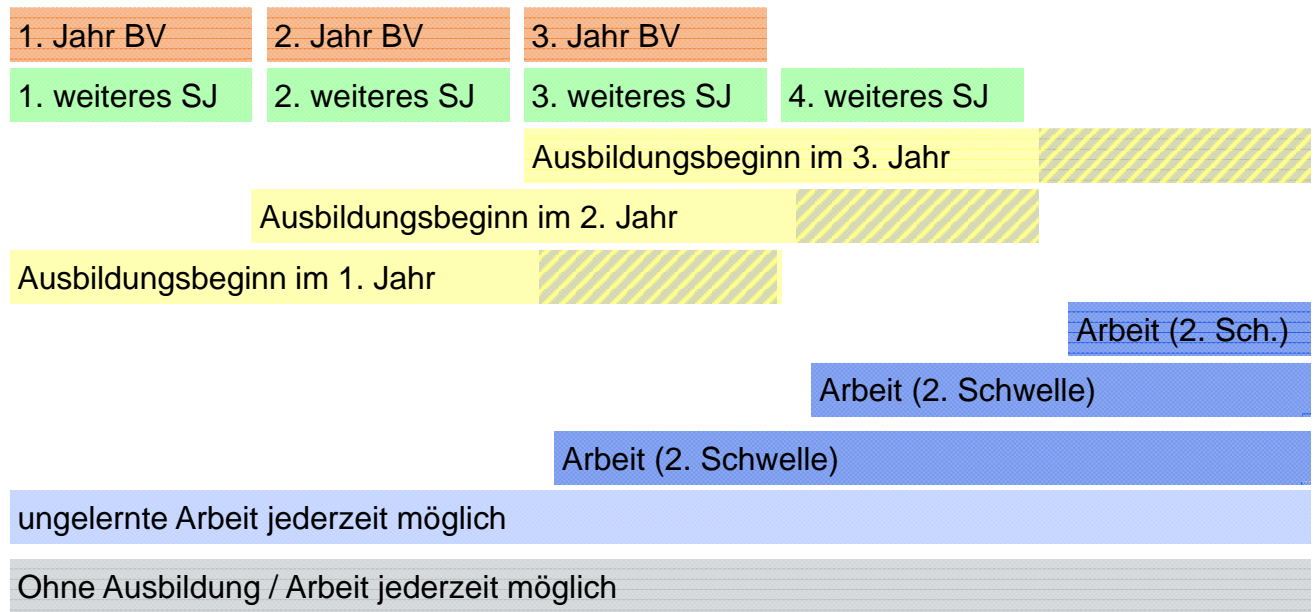 1. Jahr BV
2. Jahr BV
3. Jahr BV
1. weiteres SJ
2. weiteres SJ
3. weiteres SJ
4. weiteres SJ
Ausbildungsbeginn im 3. Jahr
Ausbildungsbeginn im 2. Jahr
Ausbildungsbeginn im 1. Jahr
Arbeit (2. Sch.)
Arbeit (2. Schwelle)
Arbeit (2. Schwelle)
ungelernte Arbeit jederzeit möglich
Ohne Ausbildung / Arbeit jederzeit möglich